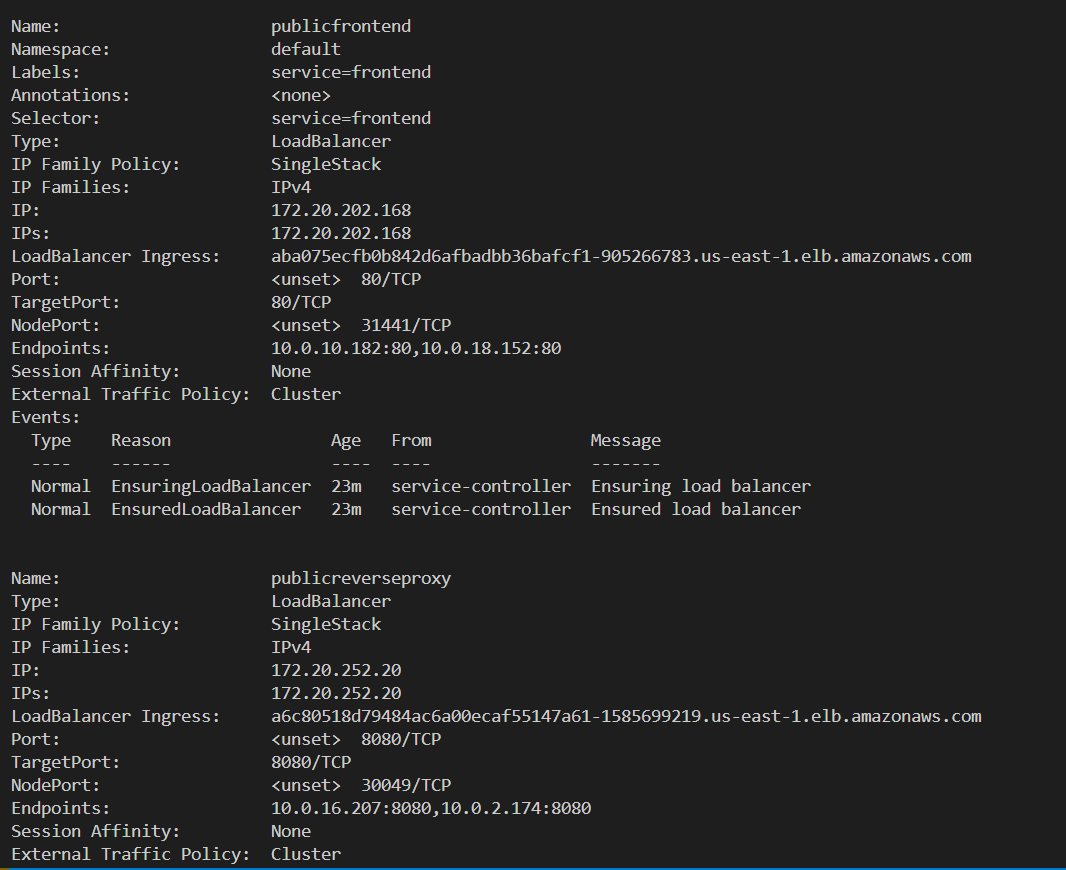 Name: publicfrontend
Namespace: default
Labels: service=frontend
Annotations: <none>
Selector: service=frontend
Type: LoadBalancer
IP Family Policy: SingleStack
IP Families: IPv4
IP: 172.20.202.168
IPs: 172.20.202.168
LoadBalancer Ingress: aba075ecfb0b842d6afbadbb36bafcf1-905266783.us-east-1.elb.amazonaws.com
Port: <unset> 80/TCP
TargetPort: 80/TCP
NodePort: <unset> 31441/TCP
Endpoints: 10.0.10.182:80,10.0.18.152:80
Session Affinity: None
External Traffic Policy: Cluster
Events:
Type Reason Age From Message
---- ------ ---- ---- -------
Normal EnsuringLoadBalancer 23m service-controller Ensuring load balancer
Normal EnsuredLoadBalancer 23m service-controller Ensured load balancer
Name: publicreverseproxy
Type: LoadBalancer
IP Family Policy: SingleStack
IP Families: IPv4
IP: 172.20.252.20
IPs: 172.20.252.20
LoadBalancer Ingress: a6c80518d79484ac6a00ecaf55147a61-1585699219.us-east-1.elb.amazonaws.com
Port: <unset> 8080/TCP
TargetPort: 8080/TCP
NodePort: <unset> 30049/TCP
Endpoints: 10.0.16.207:8080,10.0.2.174:8080
Session Affinity: None
External Traffic Policy: Cluster